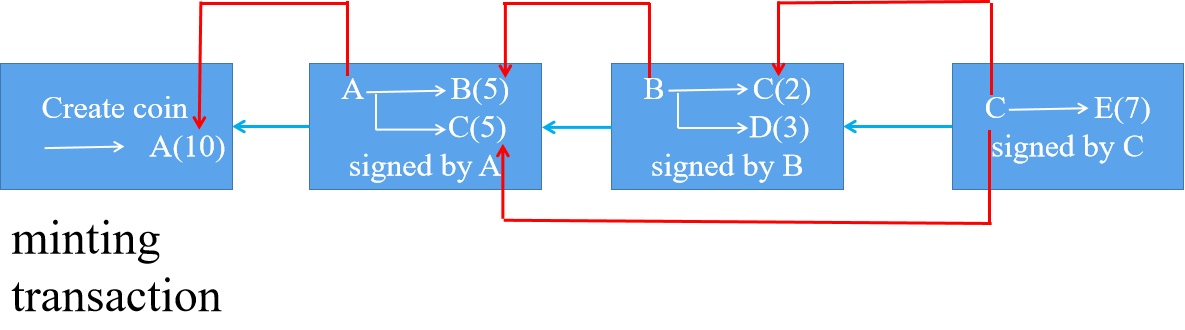 Create coin
A(10)
A B(5)
C(5)
signed by A
B C(2)
D(3)
signed by B
C E(7)
signed by C
minting
transaction